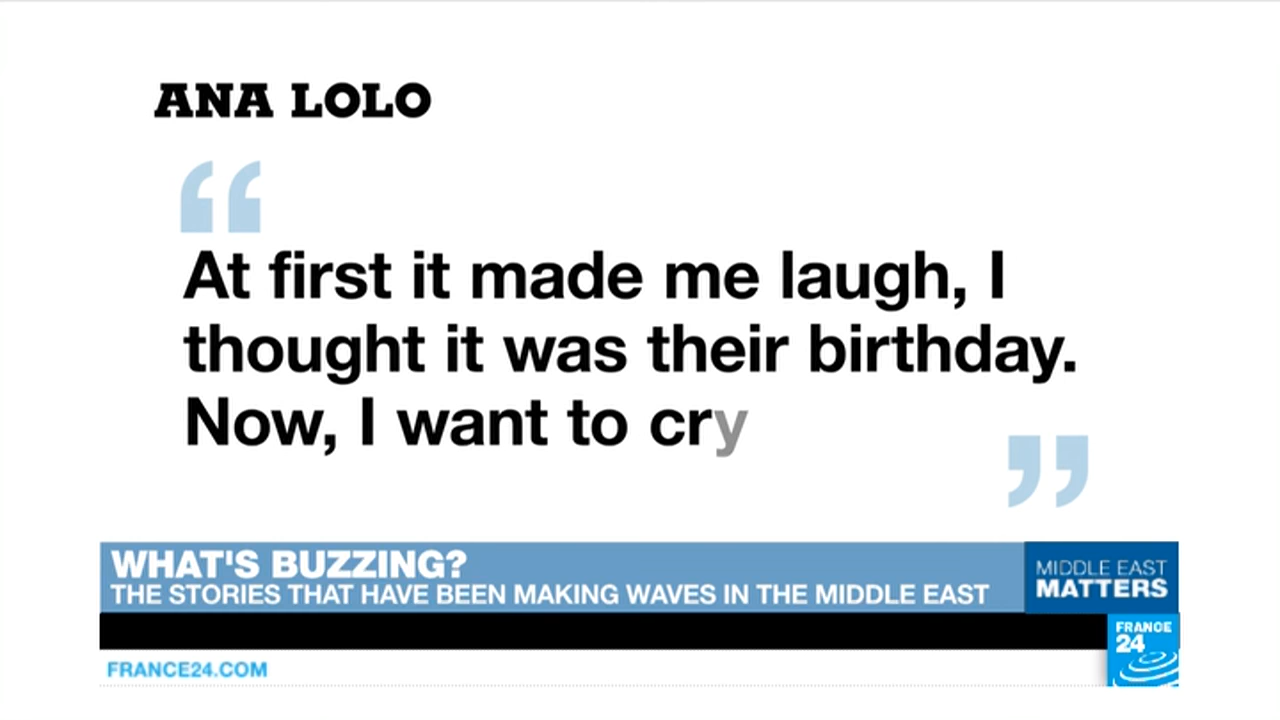 ANA LOLO
“
At first it made me laugh, I
thought it was their birthday.
Now, I want to cry
”
WHAT'S BUZZING?
THE STORIES THAT HAVE BEEN MAKING WAVES IN THE MIDDLE EAST
MIDDLE EAST
MATTERS
FRANCE
24
FRANCE24.COM